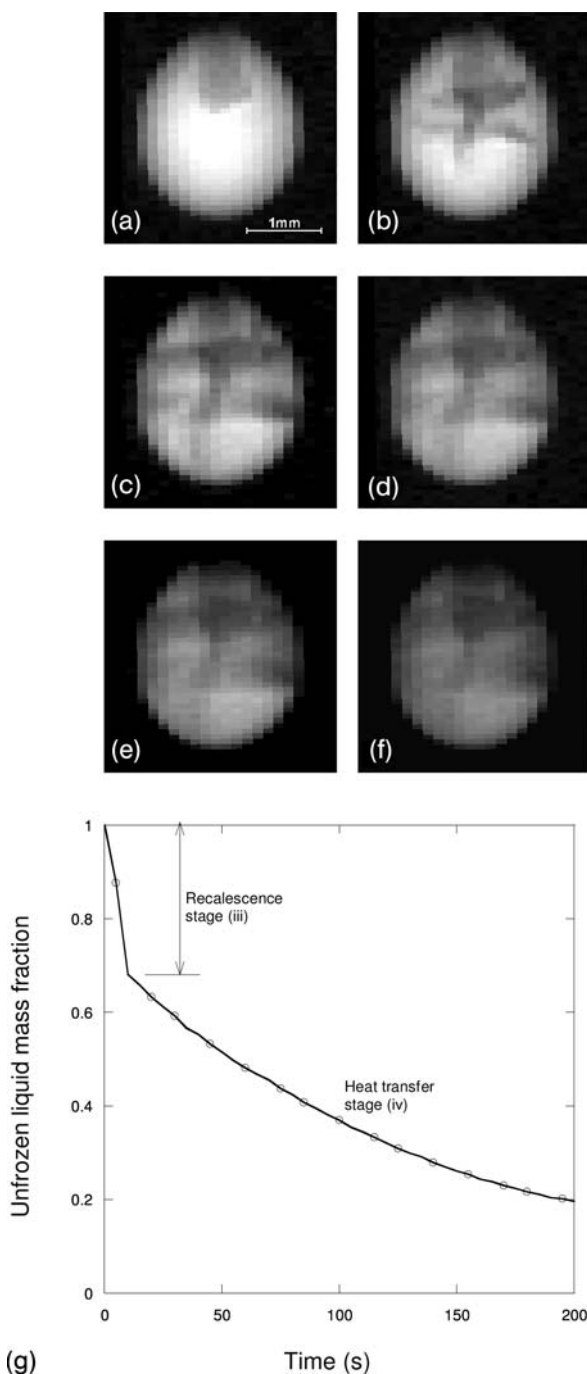 (a)
1mm
(b)
(c)
(d)
(e)
(f)
1
0.8
0.6
0.4
0.2
0
Unfrozen liquid mass fraction
Recalescence
stage (iii)
Heat transfer
stage (iv)
0
50
100
150
200
Time (s)
(g)